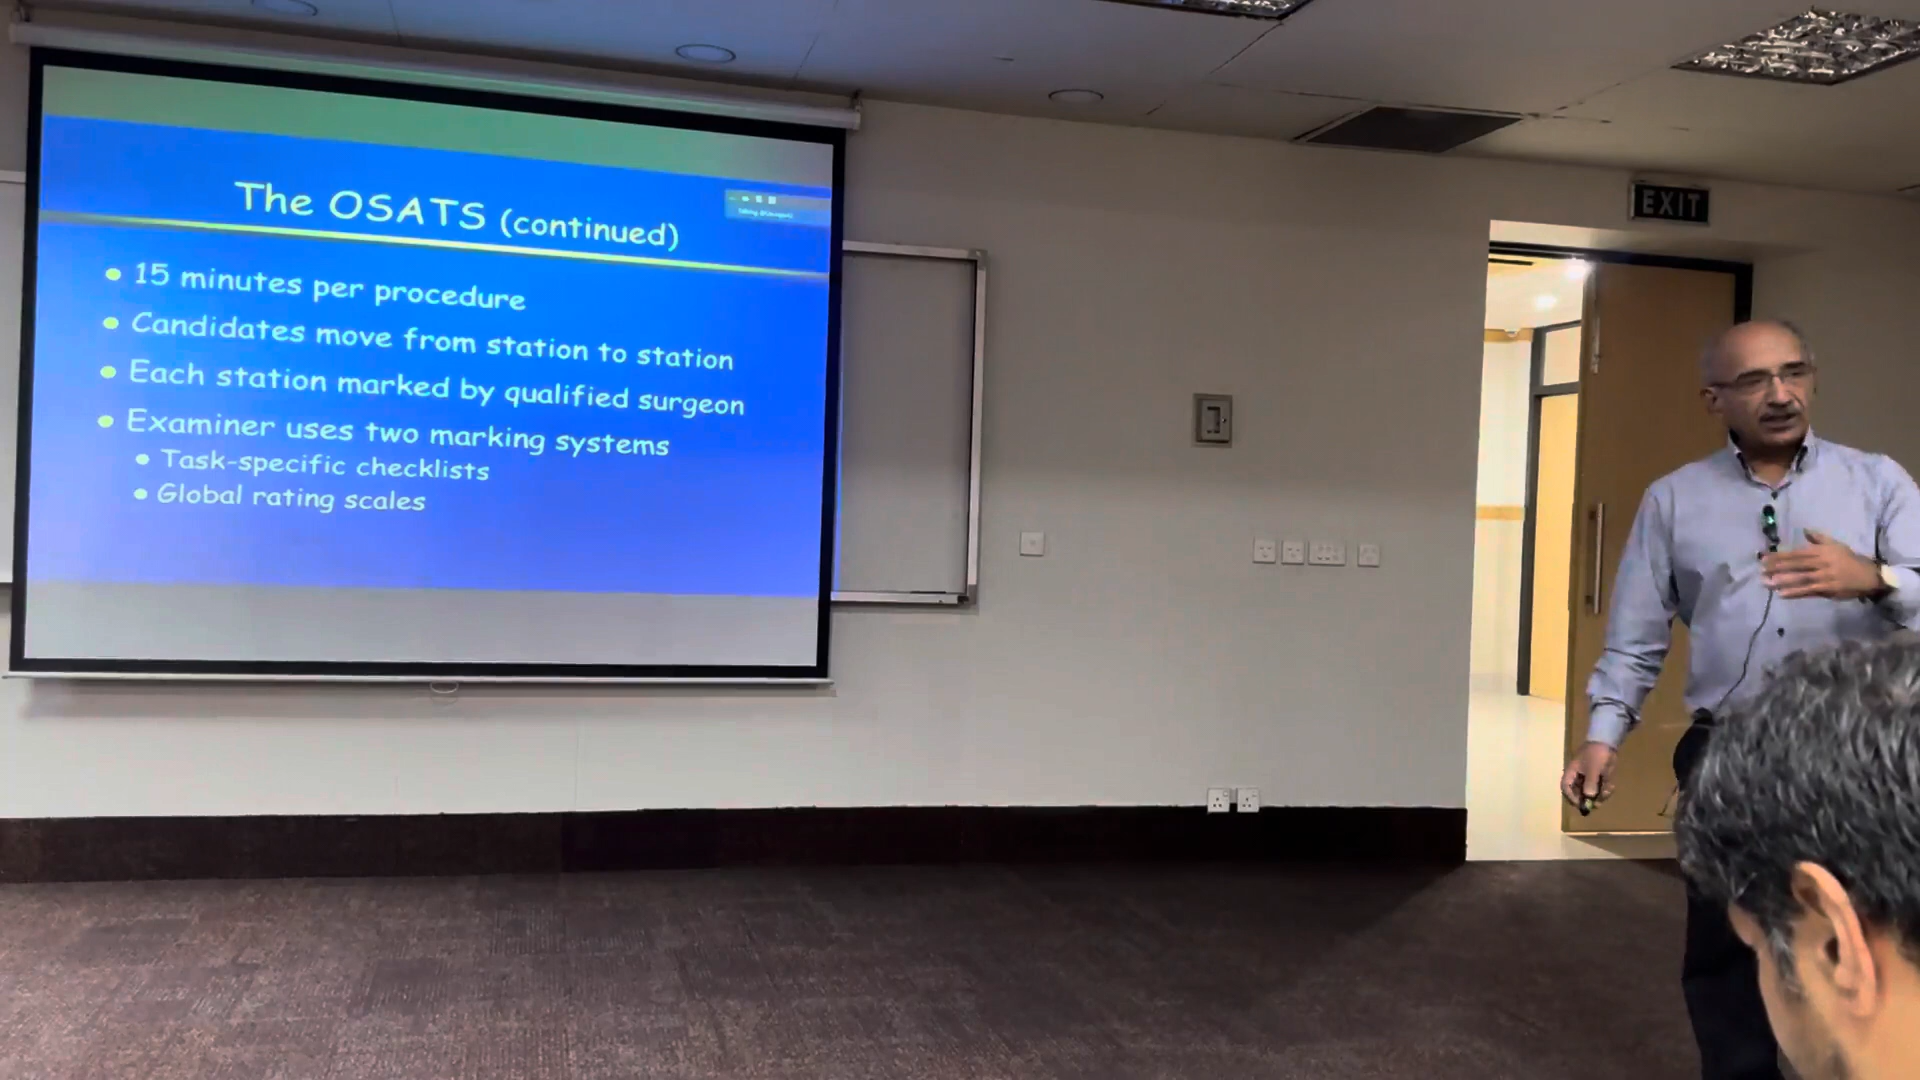 The OSATS (continued)
• 15 minutes per procedure
• Candidates move from station to station
• Each station marked by qualified surgeon
• Examiner uses two marking systems
• Task-specific checklists
• Global rating scales
EXIT